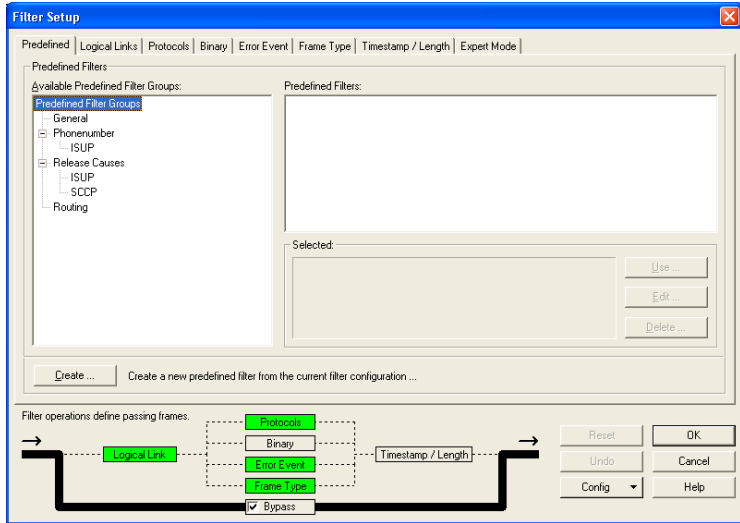 Filter Setup
Predefined Logical Links Protocols Binary Error Event Frame Type Timestamp / Length Expert Mode
Predefined Filters
Available Predefined Filter Groups:
Predefined Filters:
Predefined Filter Groups
General
Phonenumber
ISUP
Release Causes
ISUP
SCCP
Routing
Selected:
Use ...
Edit ...
Delete ...
Create ... Create a new predefined filter from the current filter configuration ...
Filter operations define passing frames.
Protocols
Binary
Logical Link
Timestamp / Length
Error Event
Frame Type
Bypass
Reset OK
Undo Cancel
Config Help